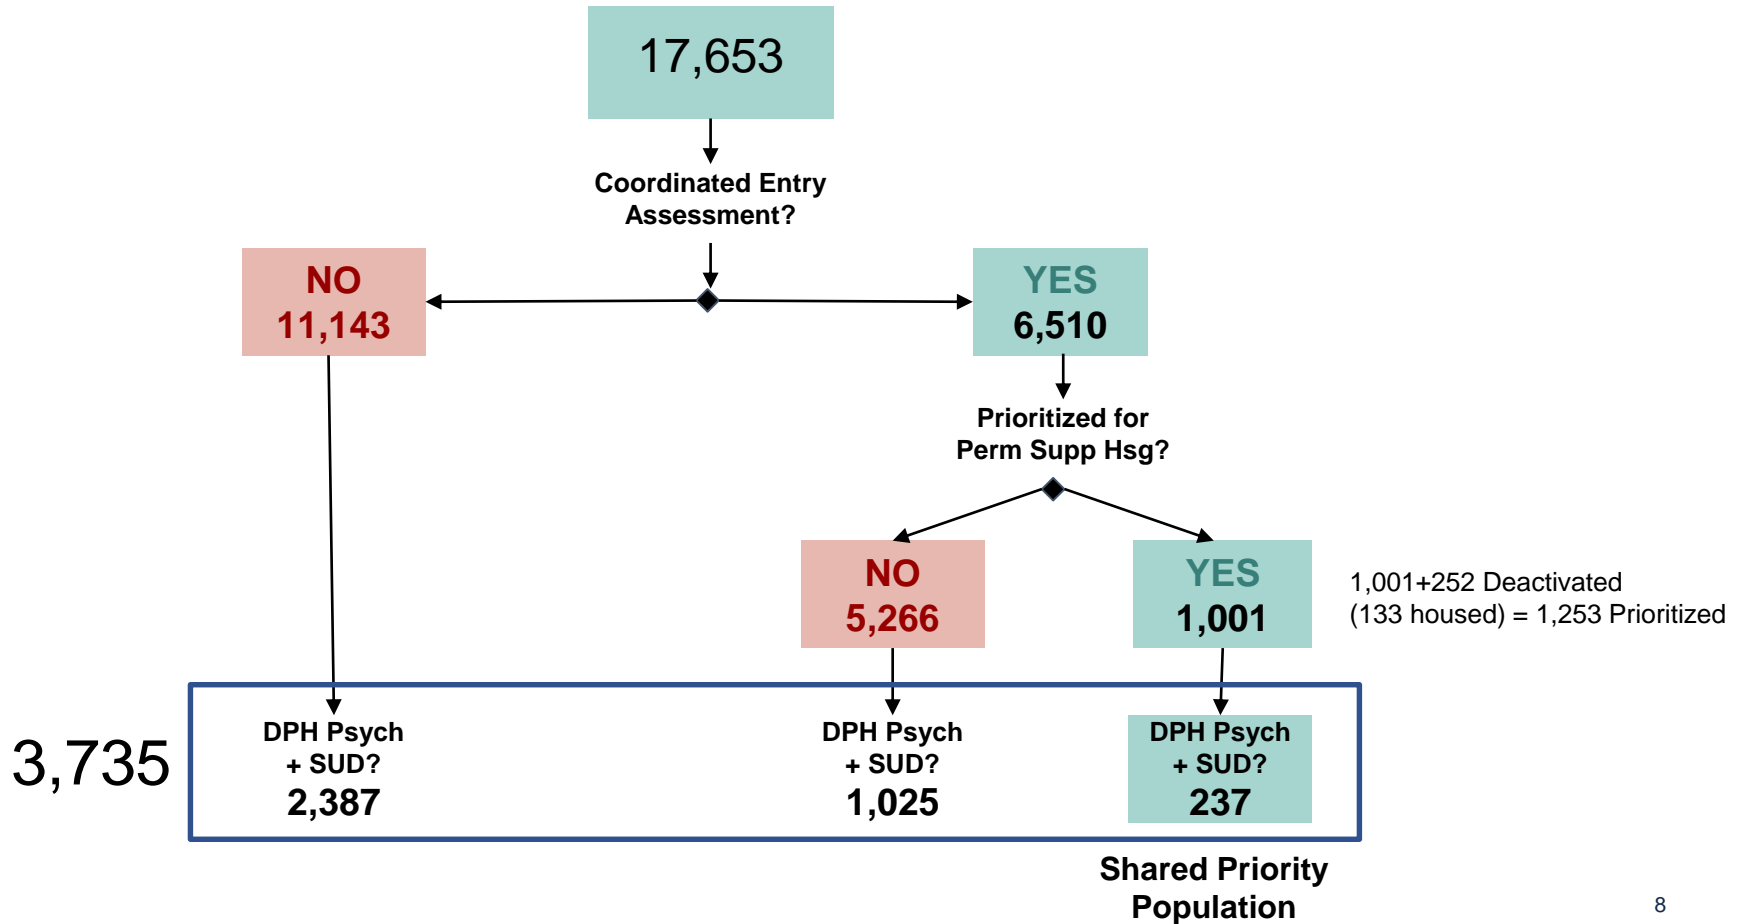 17,653
Coordinated Entry
Assessment?
NO
11,143
YES
6,510
Prioritized for
Perm Supp Hsg?
NO
5,266
YES
1,001
1,001+252 Deactivated
(133 housed) = 1,253 Prioritized
3,735
DPH Psych
+ SUD?
2,387
DPH Psych
+ SUD?
1,025
DPH Psych
+ SUD?
237
Shared Priority
Population
8